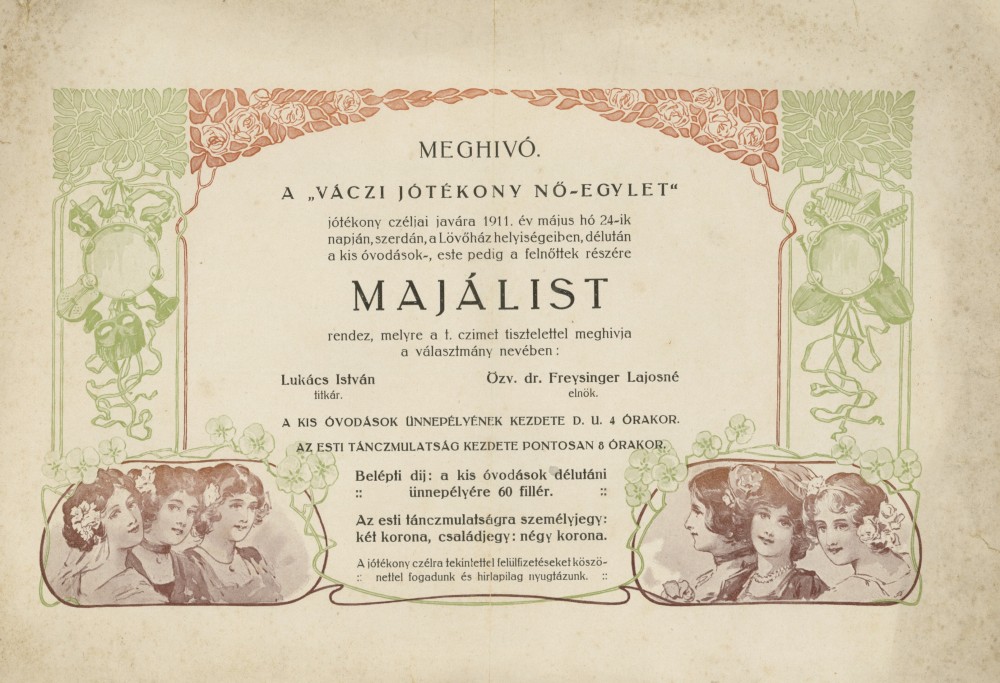 MEGHIVÓ.
A „VÁCZI JÓTÉKONY NŐ-EGYLET“
jótékony czéljai javára 1911. év május hó 24-ik
napján, szerdán, a Lövőház helyiségeiben, délután
a kis óvodások-, este pedig a felnőttek részére
MAJÁLIST
rendez, melyre a t. czimet tisztelettel meghivja
a választmány nevében :
Lukács István
titkár.
Özv. dr. Freysinger Lajosné
elnök.
A KIS ÓVODÁSOK ÜNNEPÉLYÉNEK KEZDETE D. U. 4 ÓRAKOR.
AZ ESTI TÁNCZMULATSÁG KEZDETE PONTOSAN 8 ÓRAKOR.
Belépti dij: a kis óvodások délutáni
:: ünnepélyére 60 fillér. ::
Az esti tánczmulatságra személyjegy:
két korona, családjegy: négy korona.
A jótékony czélra tekintettel felülfizetéseket köszö-
:: nettel fogadunk és hirlapilag nyugtázunk. ::